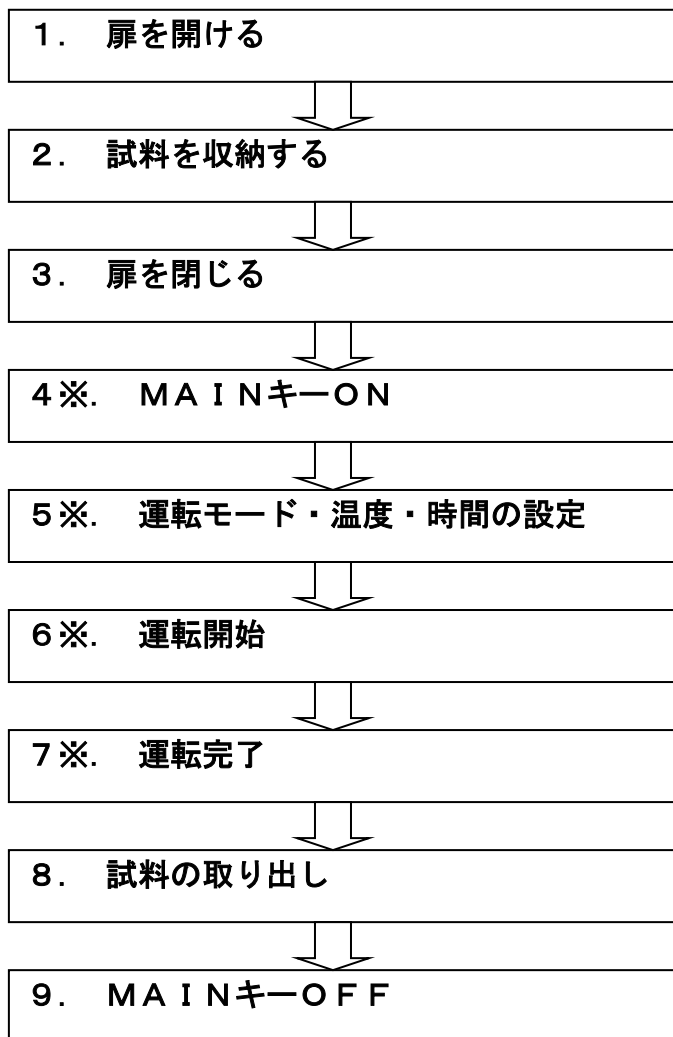 １．　扉を開ける
２．　試料を収納する
３．　扉を閉じる
４※．　ＭＡＩＮキーＯＮ
５※．　運転モード・温度・時間の設定
６※．　運転開始
７※．　運転完了
８．　試料の取り出し
９．　ＭＡＩＮキーＯＦＦ